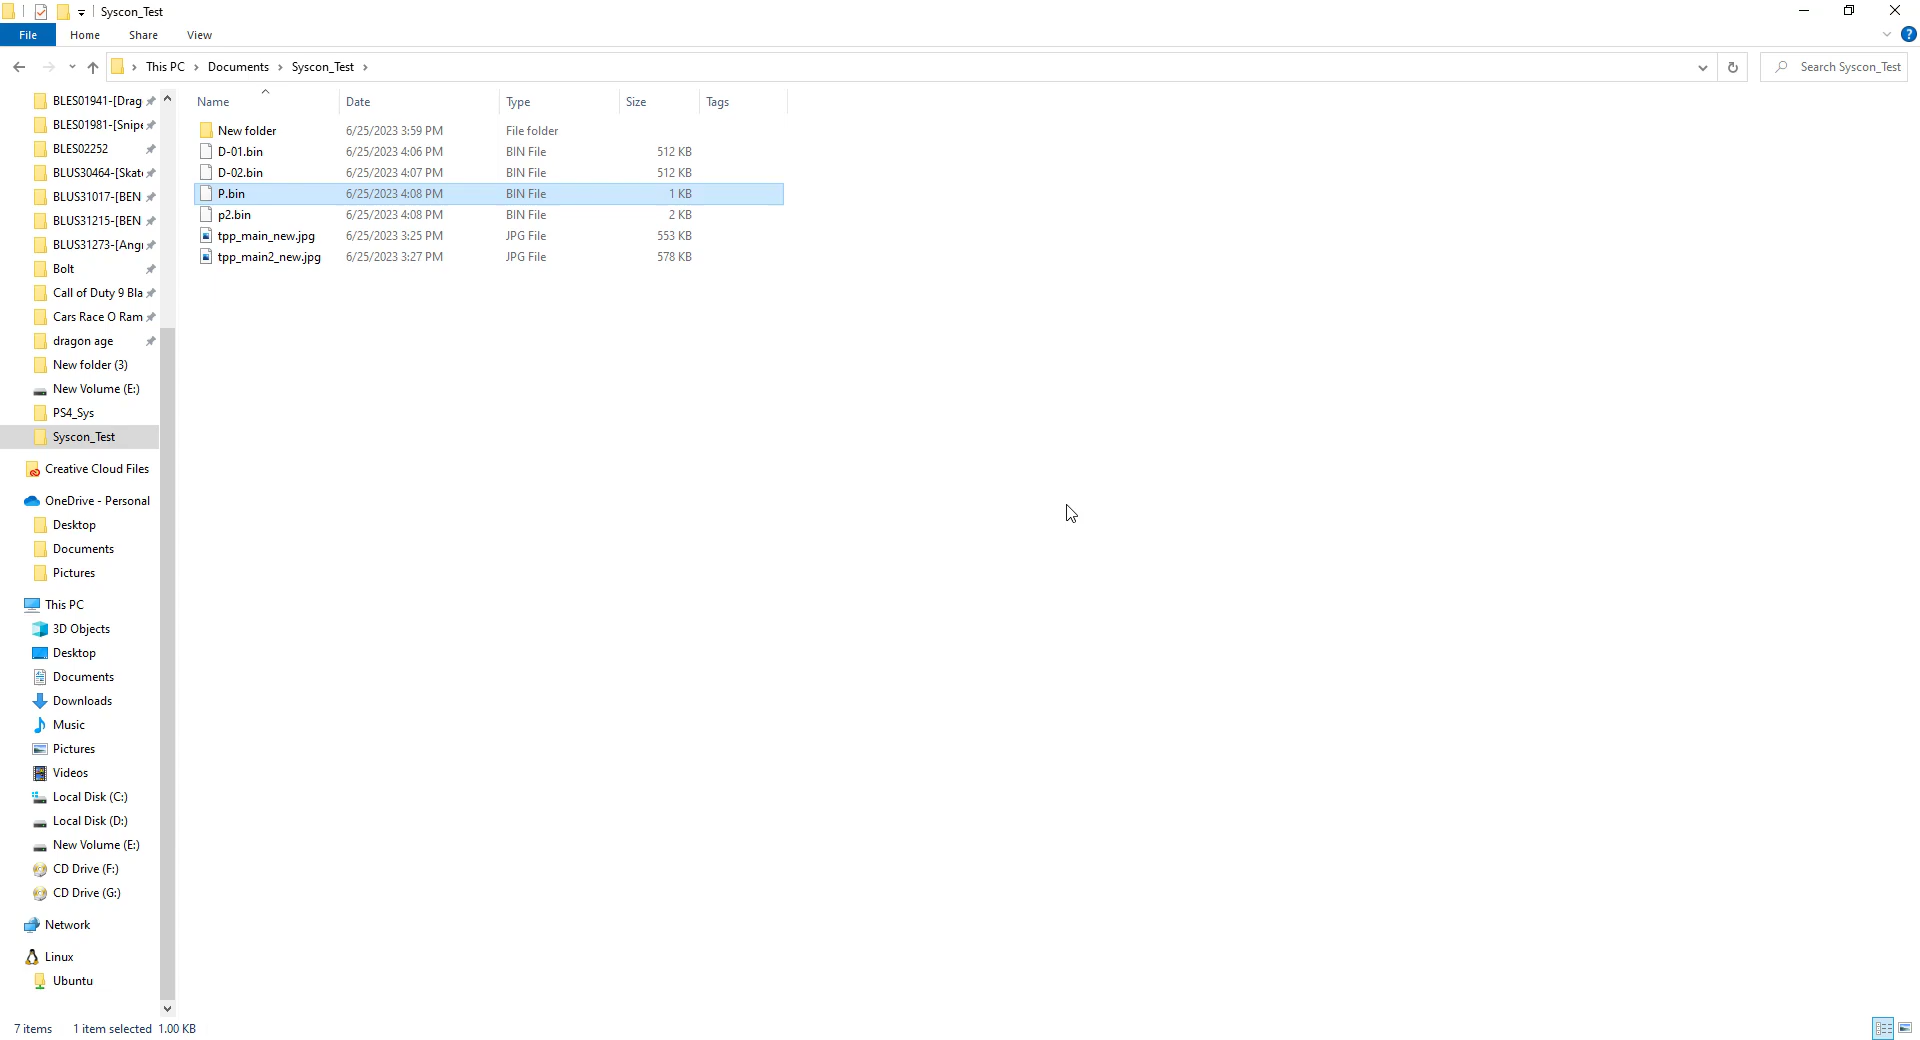 Syscon_Test
File Home Share View
This PC > Documents > Syscon_Test >
Search Syscon_Test
Name Date Type Size Tags
New folder 6/25/2023 3:59 PM File folder
D-01.bin 6/25/2023 4:06 PM BIN File 512 KB
D-02.bin 6/25/2023 4:07 PM BIN File 512 KB
P.bin 6/25/2023 4:08 PM BIN File 1 KB
p2.bin 6/25/2023 4:08 PM BIN File 2 KB
tpp_main_new.jpg 6/25/2023 3:25 PM JPG File 553 KB
tpp_main2_new.jpg 6/25/2023 3:27 PM JPG File 578 KB
BLES01941-[Drag
BLES01981-[Snipe
BLES02252
BLUS30464-[Skat
BLUS31017-[BEN
BLUS31215-[BEN
BLUS31273-[Angr
Bolt
Call of Duty 9 Bla
Cars Race O Ram
dragon age
New folder (3)
New Volume (E:)
PS4_Sys
Syscon_Test
Creative Cloud Files
OneDrive - Personal
Desktop
Documents
Pictures
This PC
3D Objects
Desktop
Documents
Downloads
Music
Pictures
Videos
Local Disk (C:)
Local Disk (D:)
New Volume (E:)
CD Drive (F:)
CD Drive (G:)
Network
Linux
Ubuntu
7 items 1 item selected 1.00 KB